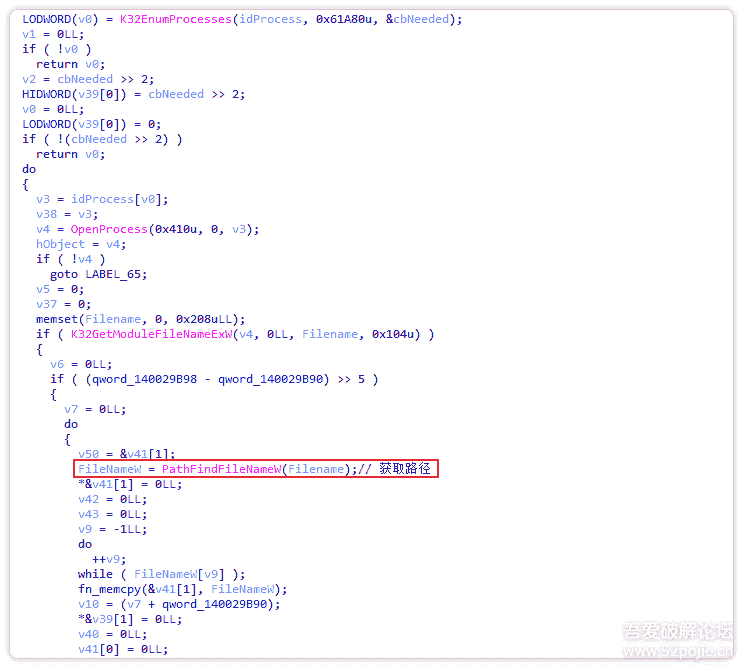 LODWORD(v0) = K32EnumProcesses(idProcess, 0x61A80u, &cbNeeded);
v1 = 0LL;
if ( !v0 )
return v0;
v2 = cbNeeded >> 2;
HIDWORD(v39[0]) = cbNeeded >> 2;
v0 = 0LL;
LODWORD(v39[0]) = 0;
if ( !(cbNeeded >> 2) )
return v0;
do
{
v3 = idProcess[v0];
v38 = v3;
v4 = OpenProcess(0x410u, 0, v3);
hObject = v4;
if ( !v4 )
goto LABEL_65;
v5 = 0;
v37 = 0;
memset(Filename, 0, 0x208uLL);
if ( K32GetModuleFileNameExW(v4, 0LL, Filename, 0x104u) )
{
v6 = 0LL;
if ( (qword_140029B98 - qword_140029B90) >> 5 )
{
v7 = 0LL;
do
{
v50 = &v41[1];
FileNameW = PathFindFileNameW(Filename);// 获取路径
*&v41[1] = 0LL;
v42 = 0LL;
v43 = 0LL;
v9 = -1LL;
do
++v9;
while ( FileNameW[v9] );
fn_memcpy(&v41[1], FileNameW);
v10 = (v7 + qword_140029B90);
*&v39[1] = 0LL;
v40 = 0LL;
v41[0] = 0LL;
吾爱破解论坛
www.52pojie.cn